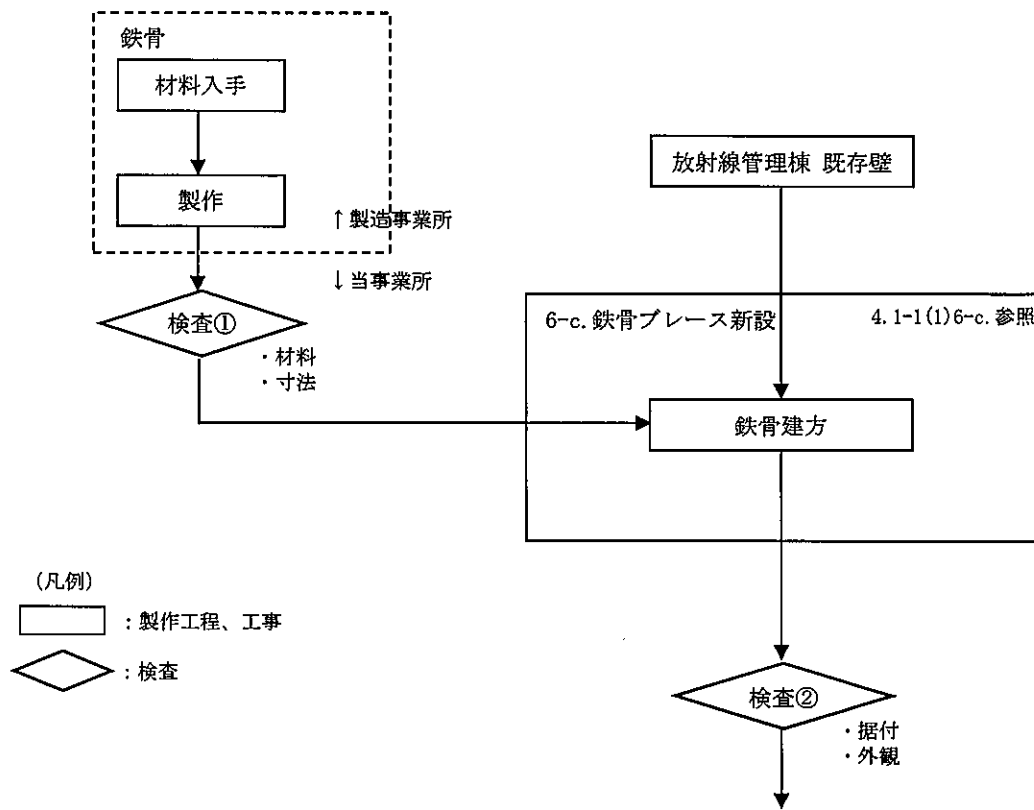 鉄骨
材料入手
製作
↑製造事業所
↓当事業所
検査①
・材料
・寸法
放射線管理棟 既存壁
6-c.鉄骨ブレース新設
4.1-1(1)6-c.参照
鉄骨建方
検査②
・据付
・外観
(凡例)
：製作工程、工事
：検査